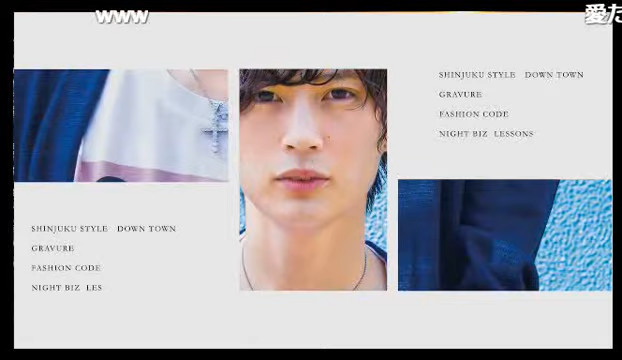 www
愛た
SHINJUKU STYLE DOWN TOWN
GRAVURE
FASHION CODE
NIGHT BIZ LESSONS
SHINJUKU STYLE DOWN TOWN
GRAVURE
FASHION CODE
NIGHT BIZ LES